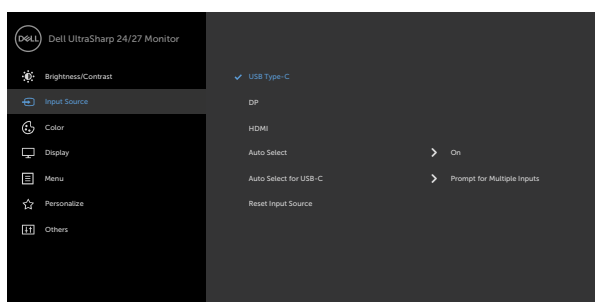 DELL Dell UltraSharp 24/27 Monitor
Brightness/Contrast
USB Type-C
Input Source
DP
Color
HDMI
Display
Auto Select On
Menu
Auto Select for USB-C Prompt for Multiple Inputs
Personalize
Reset Input Source
Others